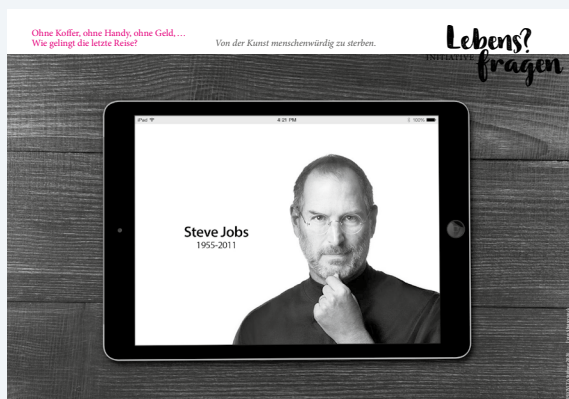 Ohne Koffer, ohne Handy, ohne Geld,…
Wie gelingt die letzte Reise?
Von der Kunst menschenwürdig zu sterben.
Lebens?
INITIATIVE
fragen
iPad
4:21 PM
100%
Steve Jobs
1955-2011